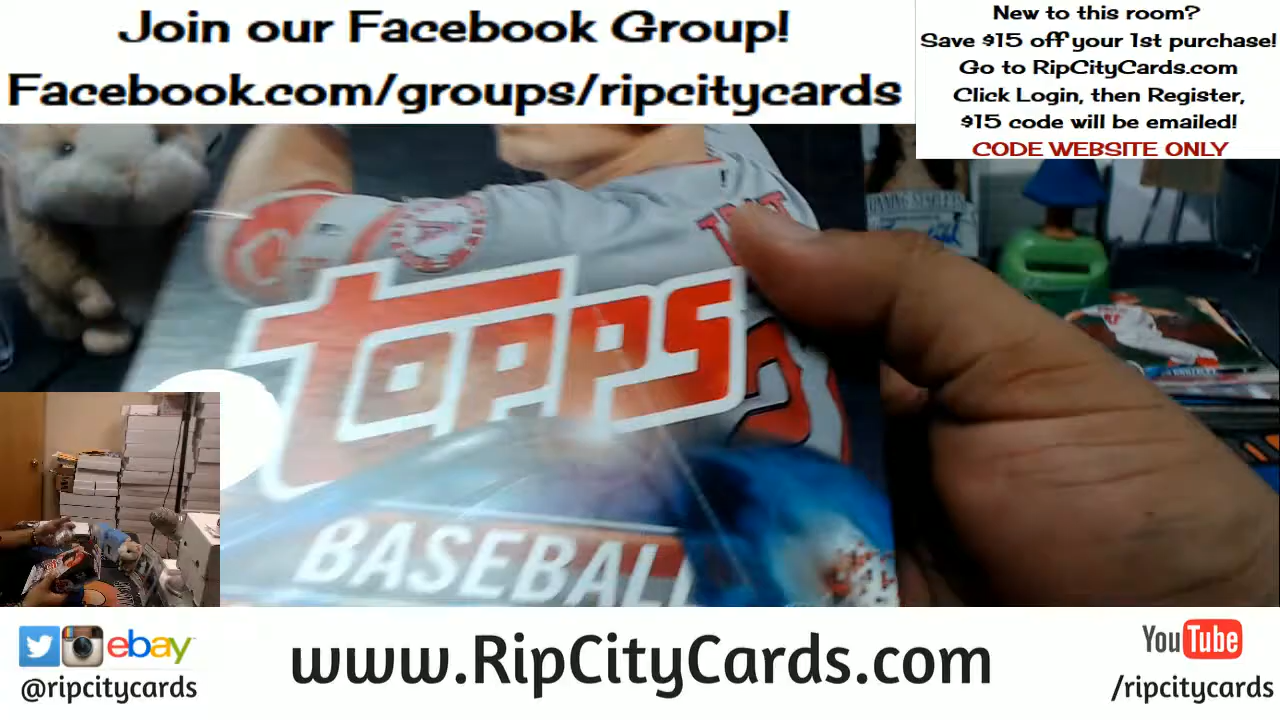 Join our Facebook Group!
Facebook.com/groups/ripcitycards
New to this room?
Save $15 off your 1st purchase!
Go to RipCityCards.com
Click Login, then Register,
$15 code will be emailed!
CODE WEBSITE ONLY
Topps
BASEBALL
ebay
@ripcitycards
www.RipCityCards.com
YouTube
/ripcitycards